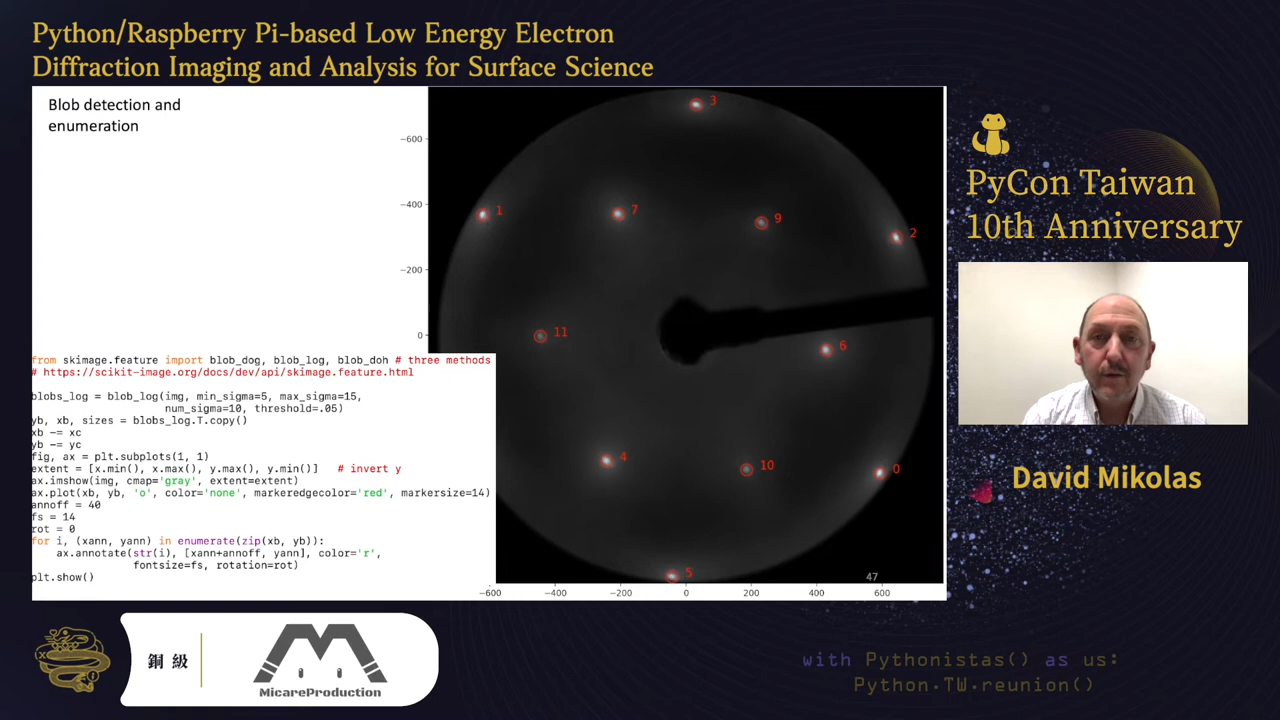 Python/Raspberry Pi-based Low Energy Electron
Diffraction Imaging and Analysis for Surface Science
Blob detection and
enumeration
from skimage.feature import blob_dog, blob_log, blob_doh # three methods
# https://scikit-image.org/docs/dev/api/skimage.feature.html
blobs_log = blob_log(img, min_sigma=5, max_sigma=15,
num_sigma=10, threshold=.05)
yb, xb, sizes = blobs_log.T.copy()
xb -= xc
yb -= yc
fig, ax = plt.subplots(1, 1)
extent = [x.min(), x.max(), y.max(), y.min()] # invert y
ax.imshow(img, cmap='gray', extent=extent)
ax.plot(xb, yb, 'o', color='none', markeredgecolor='red', markersize=14)
annoff = 40
fs = 14
rot = 0
for i, (xann, yann) in enumerate(zip(xb, yb)):
ax.annotate(str(i), [xann+annoff, yann], color='r',
fontsize=fs, rotation=rot)
plt.show()
−600
−400
−200
0
3
1
7
9
2
11
6
4
10
0
5
47
−600
−400
−200
0
200
400
600
PyCon Taiwan
10th Anniversary
David Mikolas
銅級
MicareProduction
with Pythonistas() as us:
Python.TW.reunion()